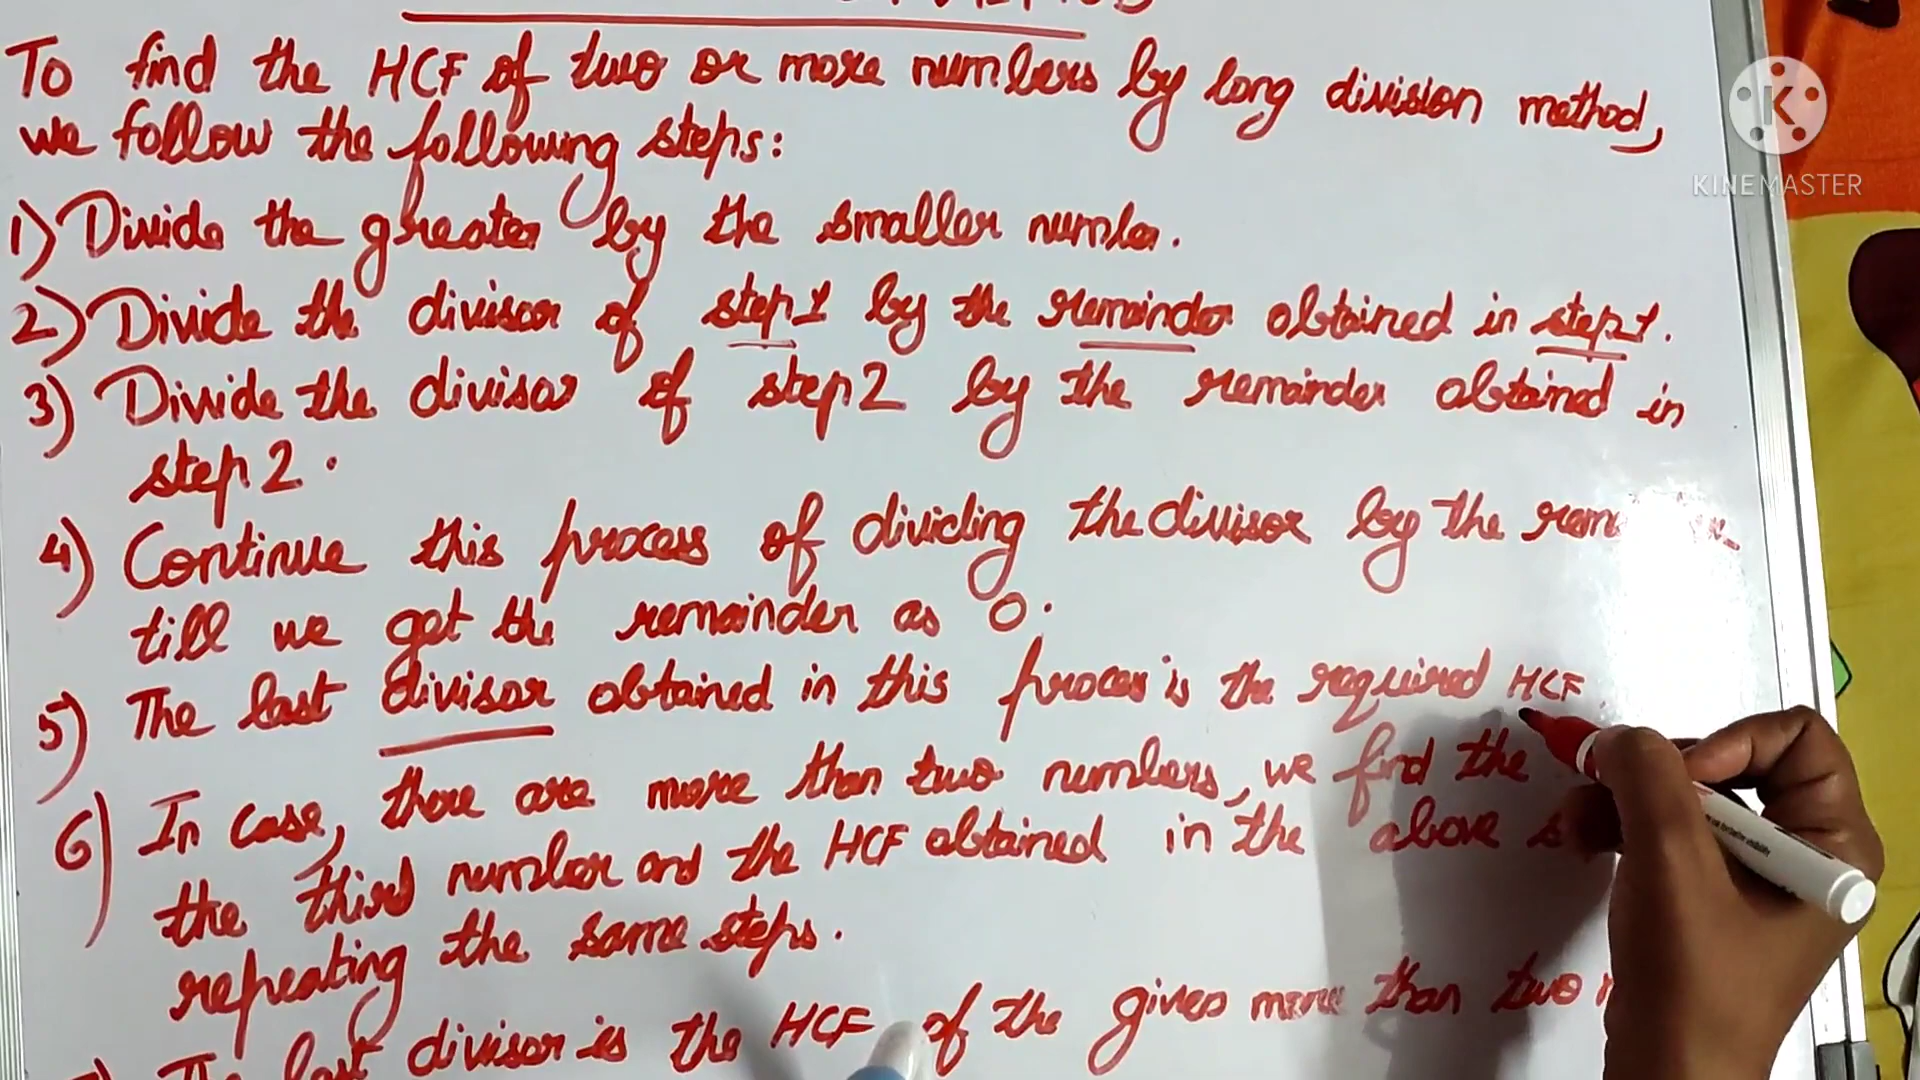 To find the HCF of two or more numbers by long division method,
we follow the following steps:
1) Divide the greater by the smaller number.
2) Divide the divisor of step 1 by the remainder obtained in step 1.
3) Divide the divisor of step 2 by the remainder obtained in
step 2.
4) Continue this process of dividing the divisor by the
till we get the remainder as 0.
5) The last divisor obtained in this process is the required HCF.
6) In case, there are more than two numbers, we find the
the third number and the HCF obtained in the above
repeating the same steps.
The last divisor is the HCF of the given more than two
KINEMASTER